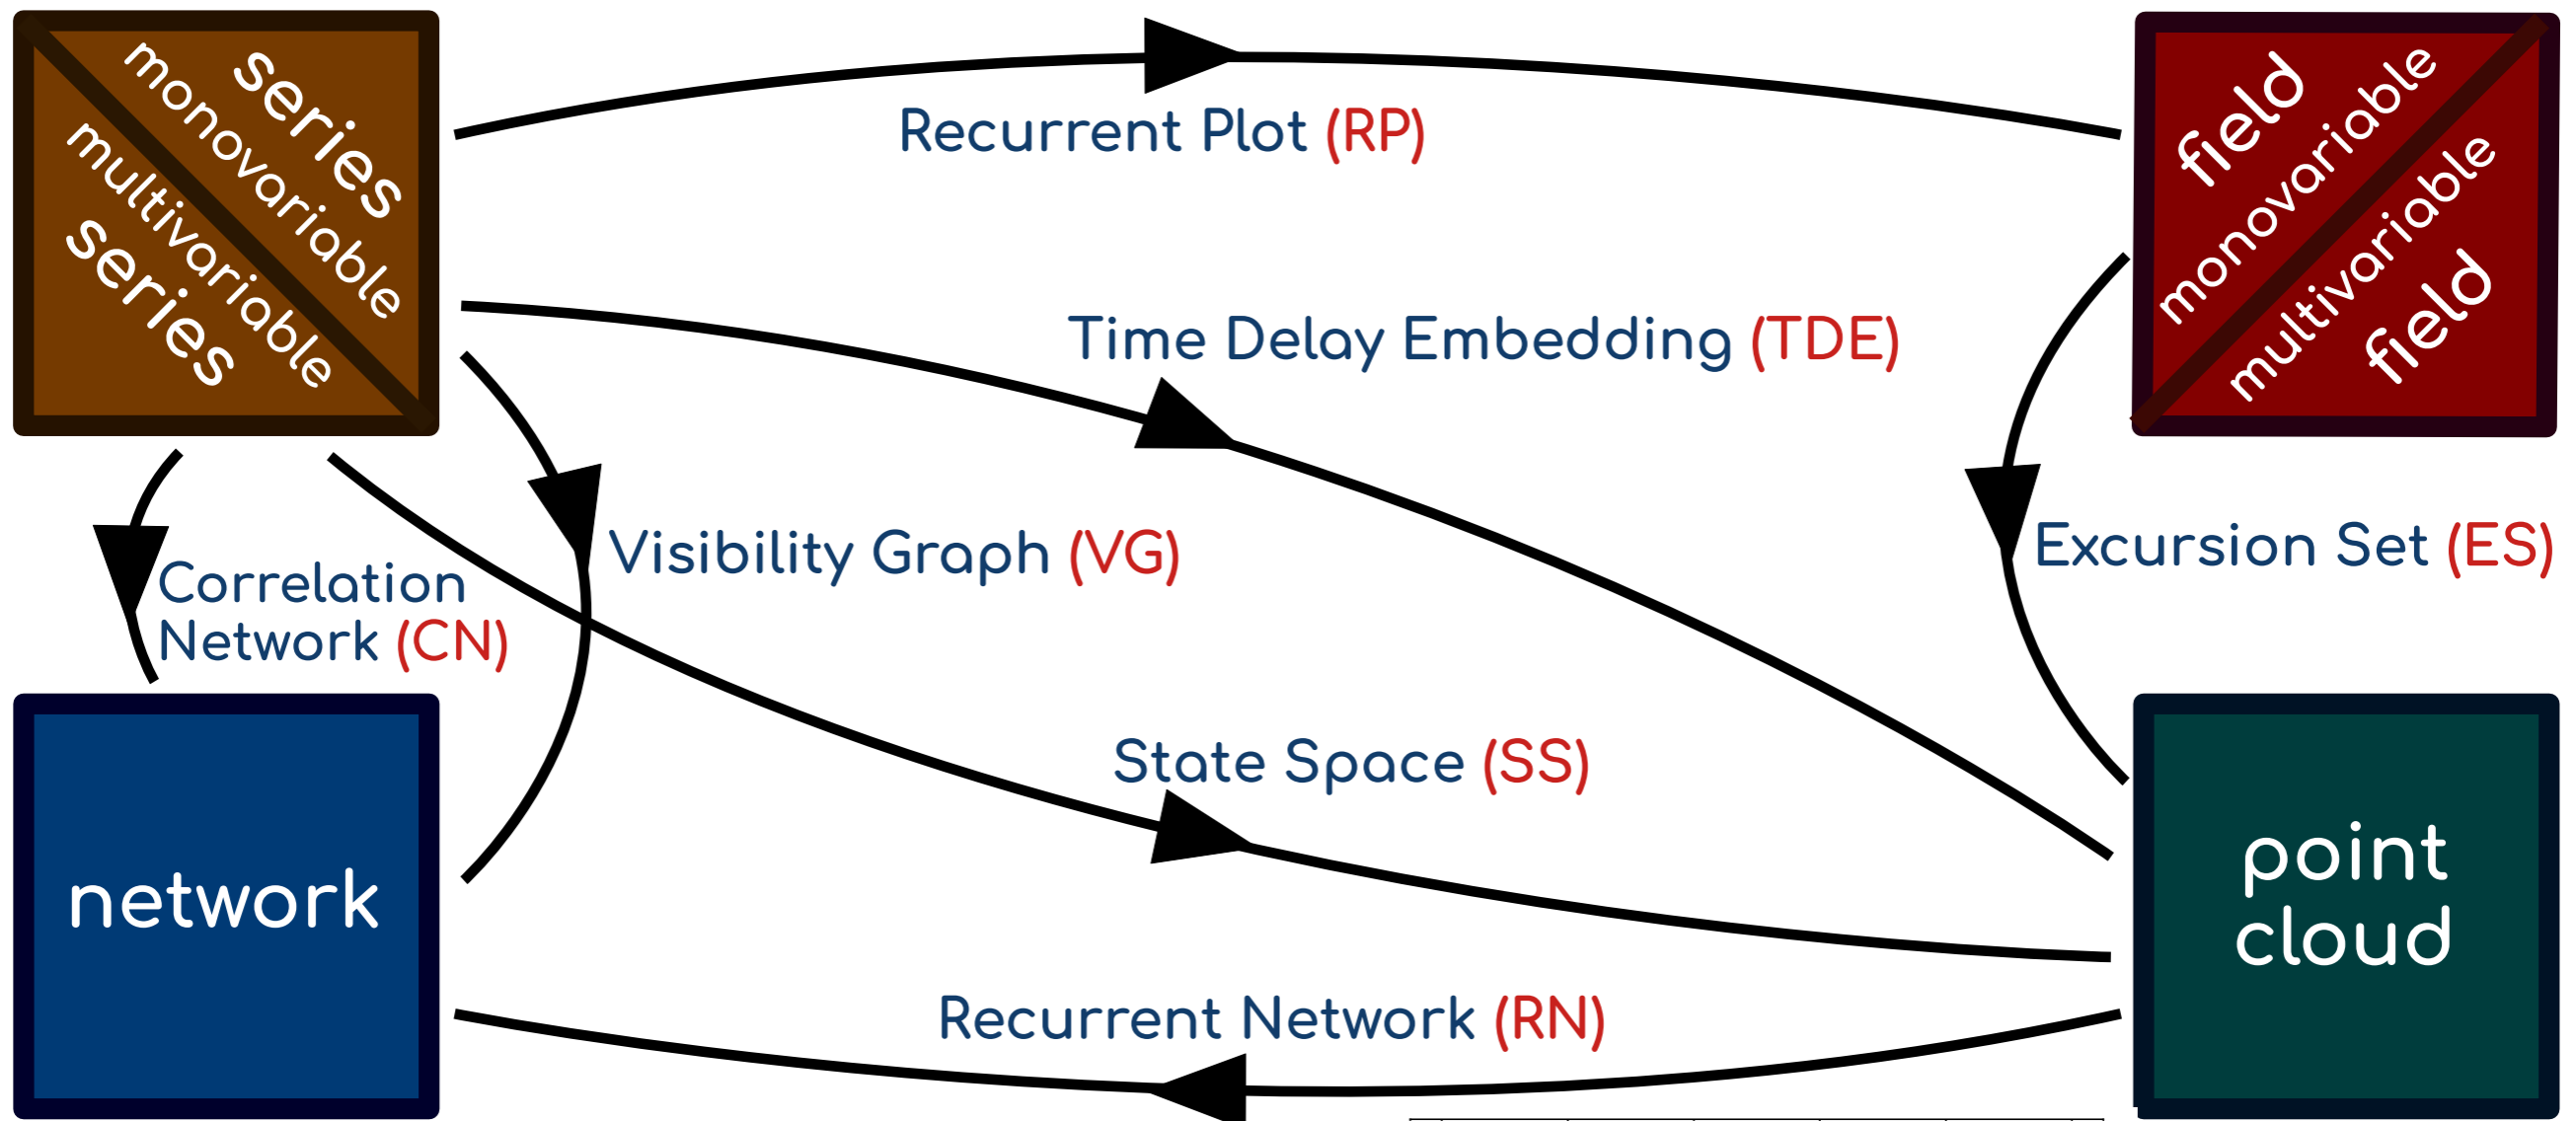 series
monovariable
multivariable
series
Recurrent Plot (RP)
field
monovariable
multivariable
field
Time Delay Embedding (TDE)
Visibility Graph (VG)
Excursion Set (ES)
Correlation
Network (CN)
State Space (SS)
network
point
cloud
Recurrent Network (RN)